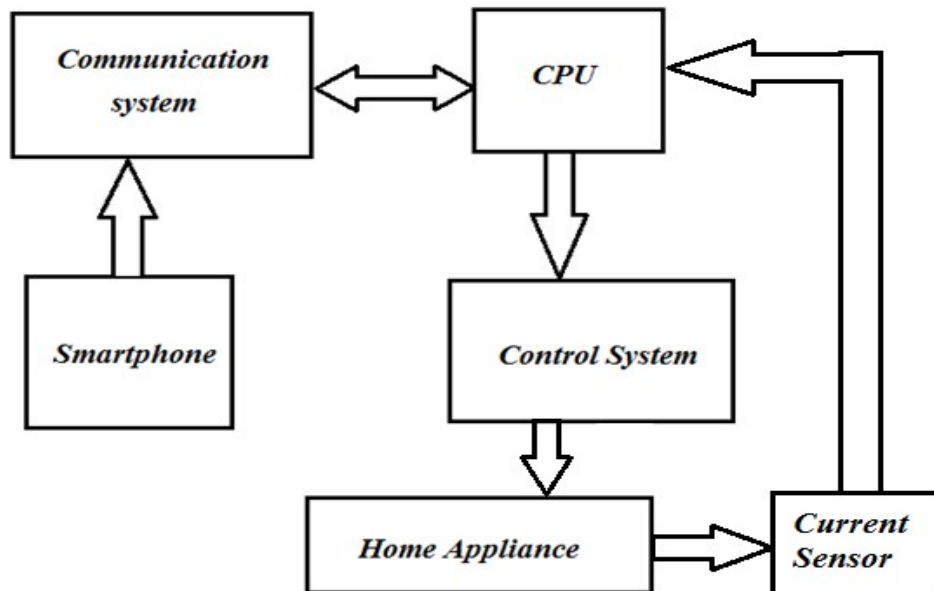 Communication
system
CPU
Smartphone
Control System
Home Appliance
Current
Sensor